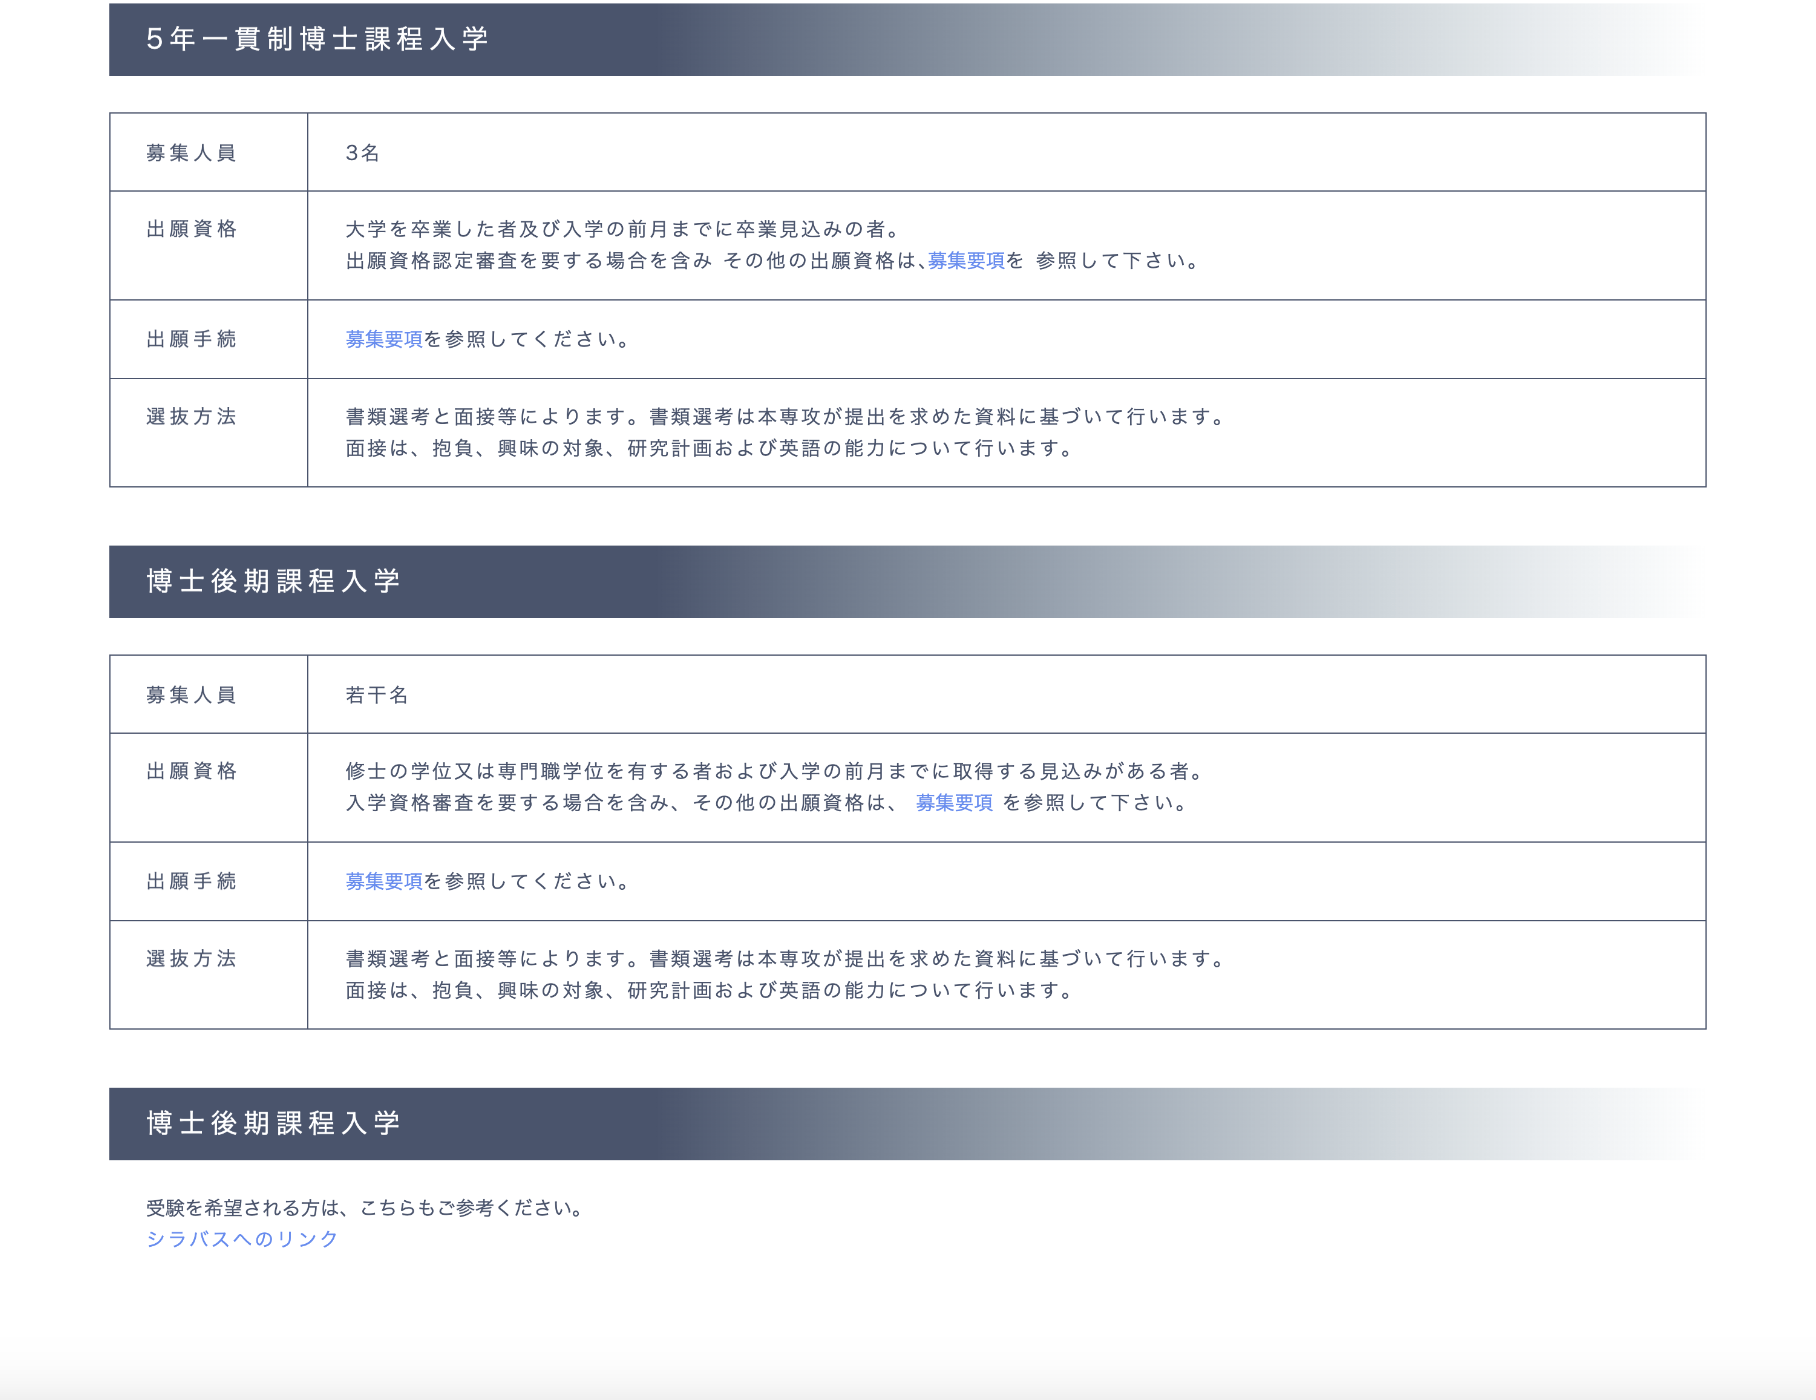 5年一貫制博士課程入学
募集人員
3名
出願資格
大学を卒業した者及び入学の前月までに卒業見込みの者。
出願資格認定審査を要する場合を含み その他の出願資格は、募集要項を 参照して下さい。
出願手続
募集要項を参照してください。
選抜方法
書類選考と面接等によります。書類選考は本専攻が提出を求めた資料に基づいて行います。
面接は、抱負、興味の対象、研究計画および英語の能力について行います。
博士後期課程入学
募集人員
若干名
出願資格
修士の学位又は専門職学位を有する者および入学の前月までに取得する見込みがある者。
入学資格審査を要する場合を含み、その他の出願資格は、 募集要項 を参照して下さい。
出願手続
募集要項を参照してください。
選抜方法
書類選考と面接等によります。書類選考は本専攻が提出を求めた資料に基づいて行います。
面接は、抱負、興味の対象、研究計画および英語の能力について行います。
博士後期課程入学
受験を希望される方は、こちらもご参考ください。
シラバスへのリンク